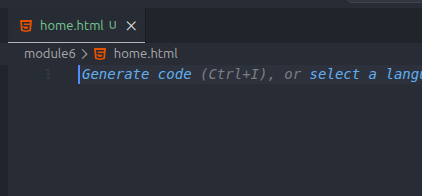 home.html U
module6 > home.html
1 Generate code (Ctrl+I), or select a langu